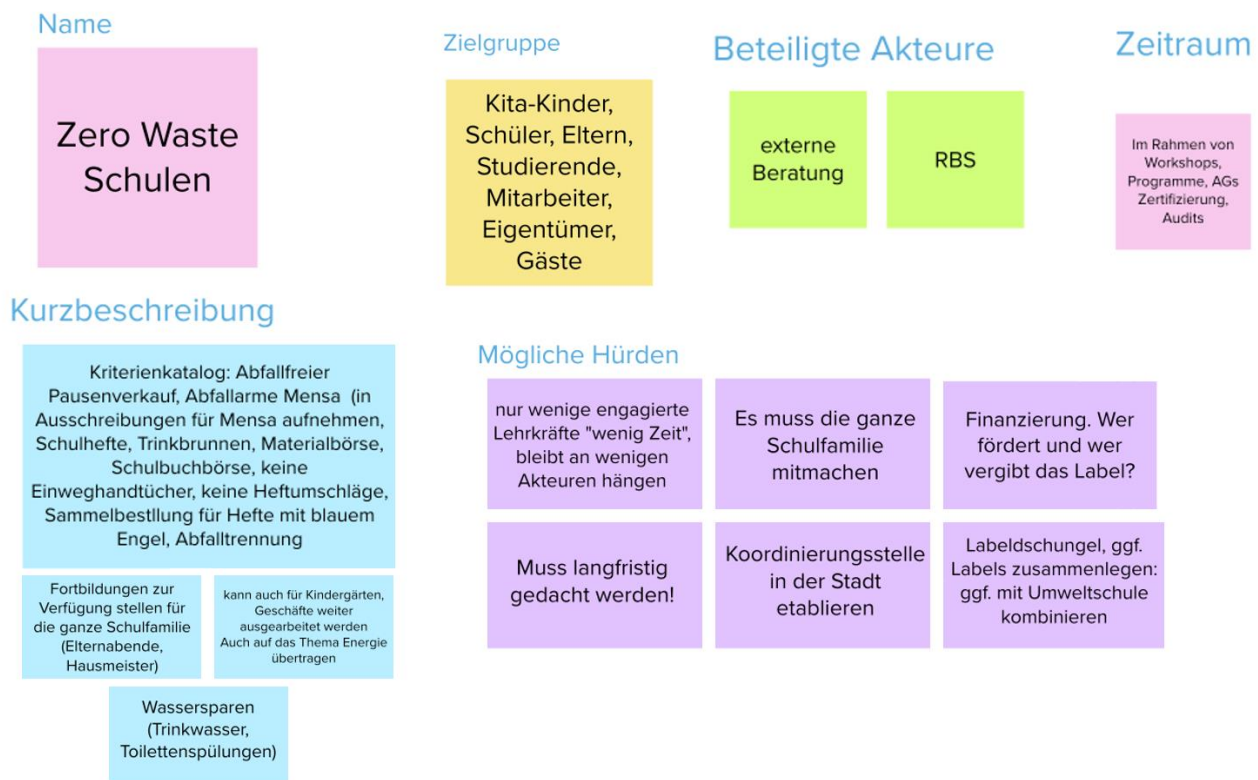 Name
Zero Waste
Schulen
Zielgruppe
Kita-Kinder,
Schüler, Eltern,
Studierende,
Mitarbeiter,
Eigentümer,
Gäste
Beteiligte Akteure
externe
Beratung
RBS
Zeitraum
Im Rahmen von
Workshops,
Programme, AGs
Zertifizierung,
Audits
Kurzbeschreibung
Kriterienkatalog: Abfallfreier
Pausenverkauf, Abfallarme Mensa (in
Ausschreibungen für Mensa aufnehmen,
Schulhefte, Trinkbrunnen, Materialbörse,
Schulbuchbörse, keine
Einweghandtücher, keine Heftumschläge,
Sammelbestllung für Hefte mit blauem
Engel, Abfalltrennung
Fortbildungen zur
Verfügung stellen für
die ganze Schulfamilie
(Elternabende,
Hausmeister)
kann auch für Kindergärten,
Geschäfte weiter
ausgearbeitet werden
Auch auf das Thema Energie
übertragen
Wassersparen
(Trinkwasser,
Toilettenspülungen)
Mögliche Hürden
nur wenige engagierte
Lehrkräfte "wenig Zeit",
bleibt an wenigen
Akteuren hängen
Es muss die ganze
Schulfamilie
mitmachen
Finanzierung. Wer
fördert und wer
vergibt das Label?
Muss langfristig
gedacht werden!
Koordinierungsstelle
in der Stadt
etablieren
Labeldschungel, ggf.
Labels zusammenlegen:
ggf. mit Umweltschule
kombinieren